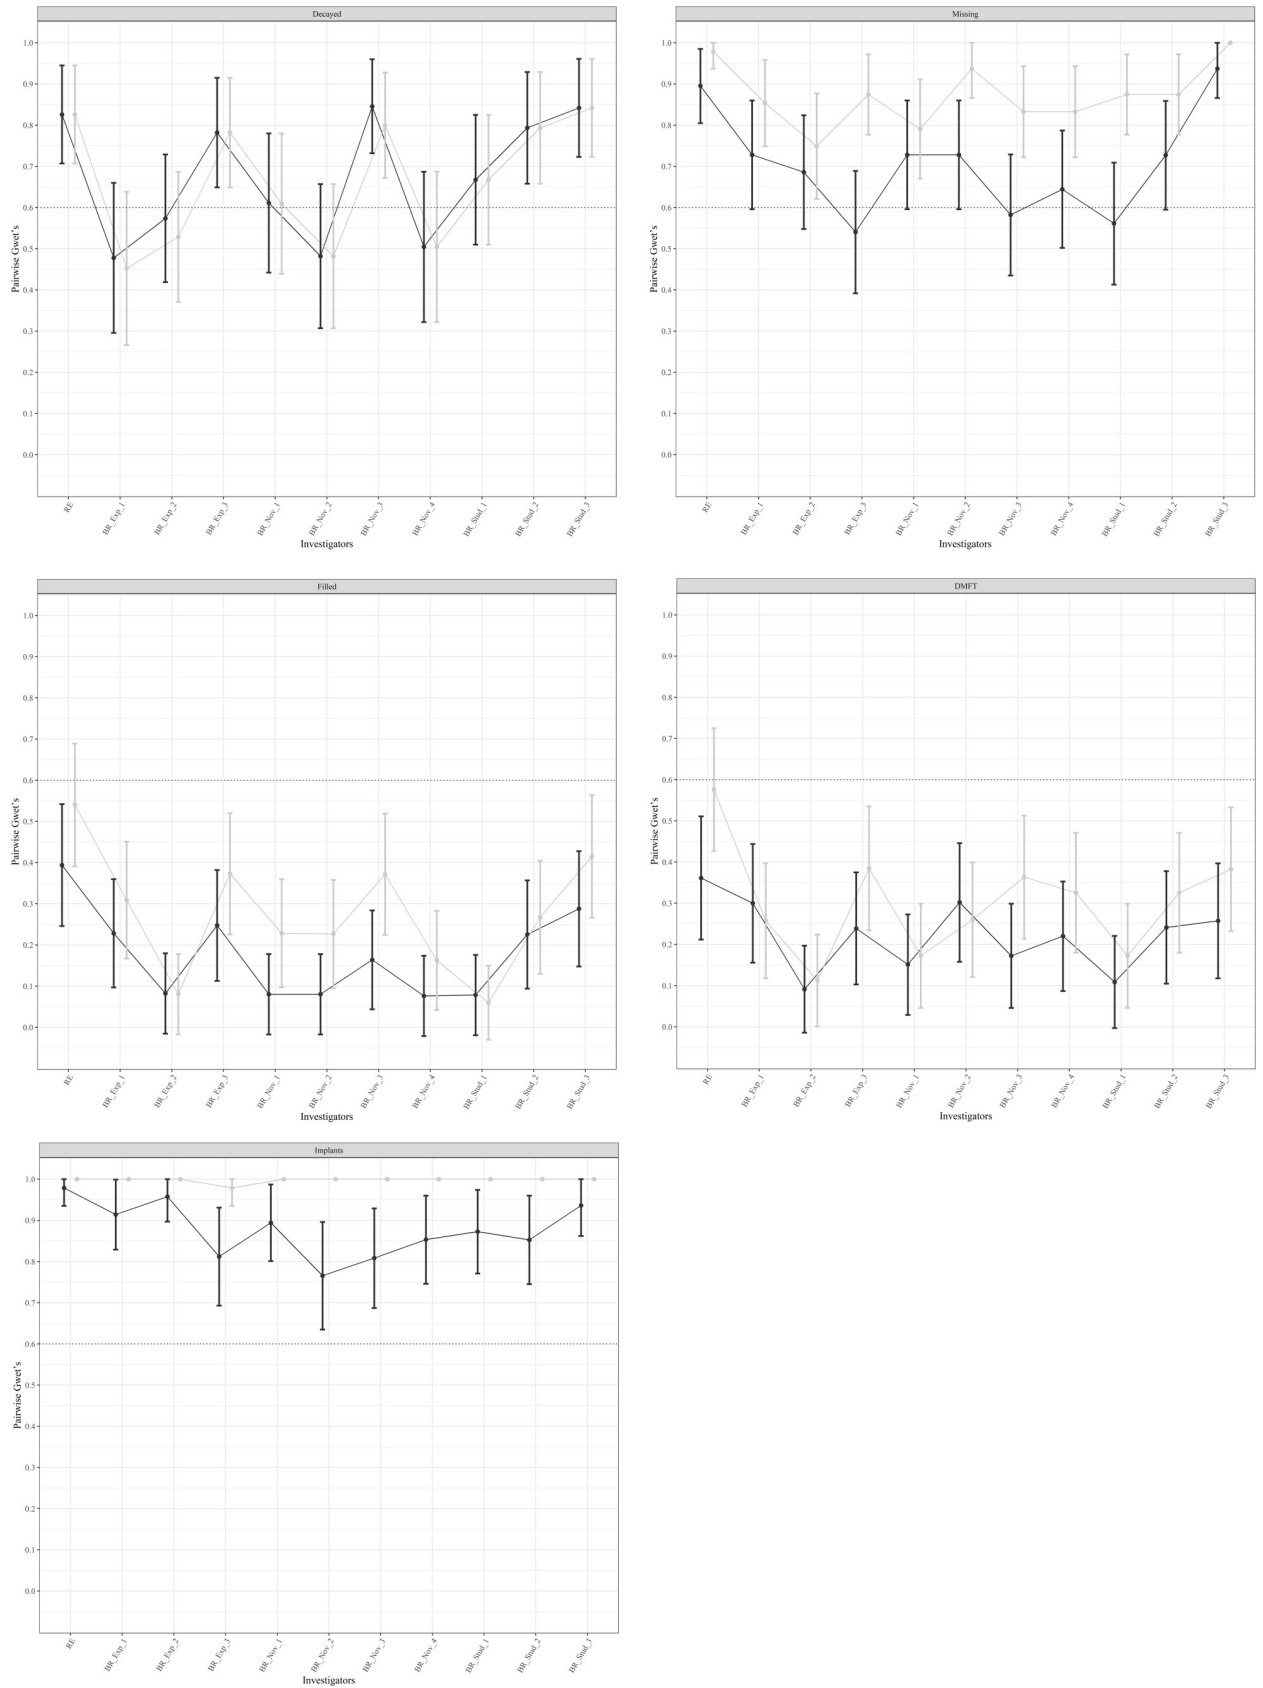 Decayed
1.0
0.9
0.8
0.7
0.6
0.5
0.4
0.3
0.2
0.1
0.0
Pairwise Gwet's
RE
BR_Exp_1
BR_Exp_2
BR_Exp_3
BR_Nov_1
BR_Nov_2
BR_Nov_3
BR_Nov_4
BR_Stud_1
BR_Stud_2
BR_Stud_3
Investigators
Missing
1.0
0.9
0.8
0.7
0.6
0.5
0.4
0.3
0.2
0.1
0.0
Pairwise Gwet's
RE
BR_Exp_1
BR_Exp_2
BR_Exp_3
BR_Nov_1
BR_Nov_2
BR_Nov_3
BR_Nov_4
BR_Stud_1
BR_Stud_2
BR_Stud_3
Investigators
Filled
1.0
0.9
0.8
0.7
0.6
0.5
0.4
0.3
0.2
0.1
0.0
Pairwise Gwet's
RE
BR_Exp_1
BR_Exp_2
BR_Exp_3
BR_Nov_1
BR_Nov_2
BR_Nov_3
BR_Nov_4
BR_Stud_1
BR_Stud_2
BR_Stud_3
Investigators
DMFT
1.0
0.9
0.8
0.7
0.6
0.5
0.4
0.3
0.2
0.1
0.0
Pairwise Gwet's
RE
BR_Exp_1
BR_Exp_2
BR_Exp_3
BR_Nov_1
BR_Nov_2
BR_Nov_3
BR_Nov_4
BR_Stud_1
BR_Stud_2
BR_Stud_3
Investigators
Implants
1.0
0.9
0.8
0.7
0.6
0.5
0.4
0.3
0.2
0.1
0.0
Pairwise Gwet's
RE
BR_Exp_1
BR_Exp_2
BR_Exp_3
BR_Nov_1
BR_Nov_2
BR_Nov_3
BR_Nov_4
BR_Stud_1
BR_Stud_2
BR_Stud_3
Investigators